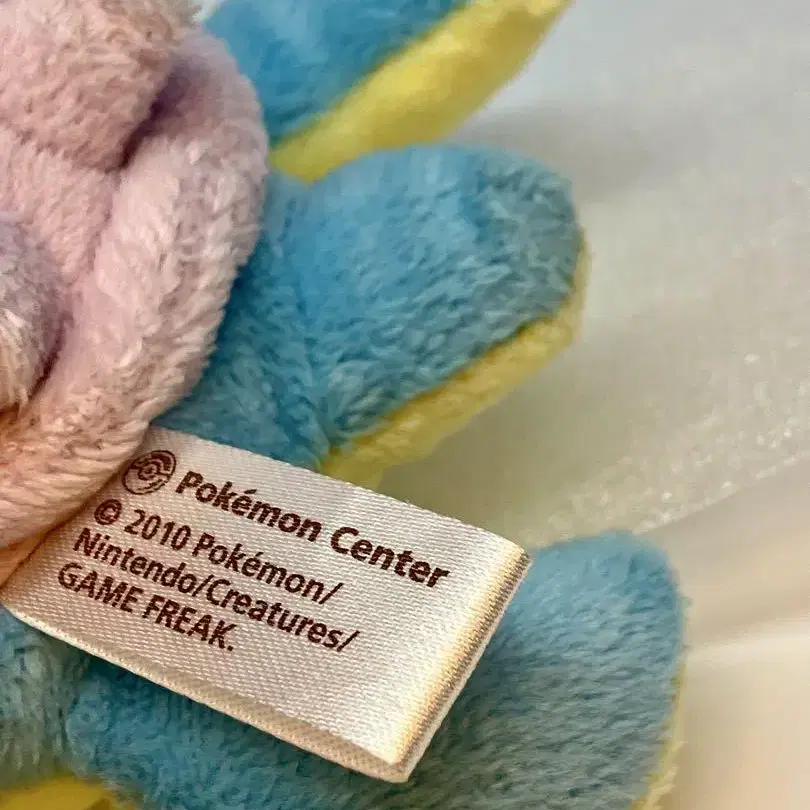 Pokémon Center
© 2010 Pokémon/
Nintendo/Creatures/
GAME FREAK.